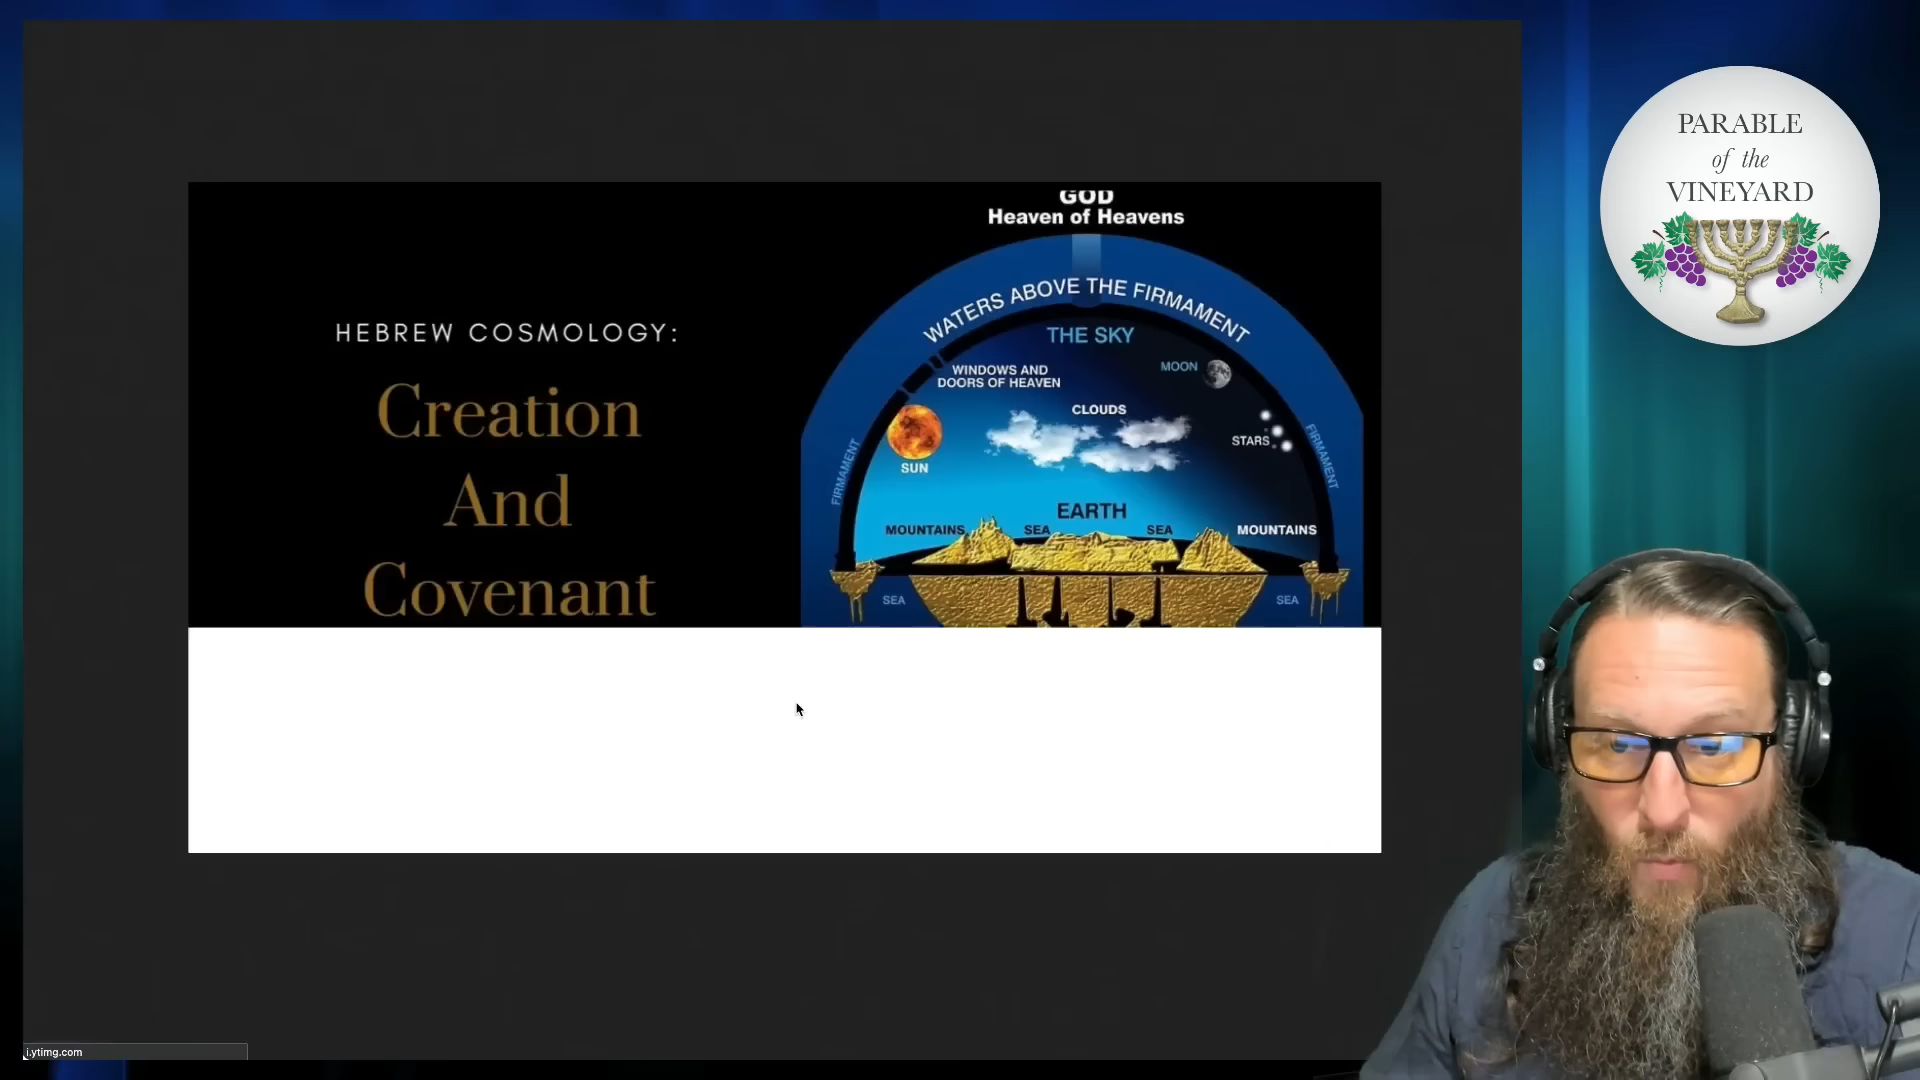 HEBREW COSMOLOGY:
Creation
And
Covenant
GOD
Heaven of Heavens
WATERS ABOVE THE FIRMAMENT
THE SKY
WINDOWS AND
DOORS OF HEAVEN
MOON
CLOUDS
STARS
SUN
FIRMAMENT
FIRMAMENT
EARTH
MOUNTAINS
SEA
SEA
MOUNTAINS
SEA
SEA
PARABLE
of the
VINEYARD
i.ytimg.com